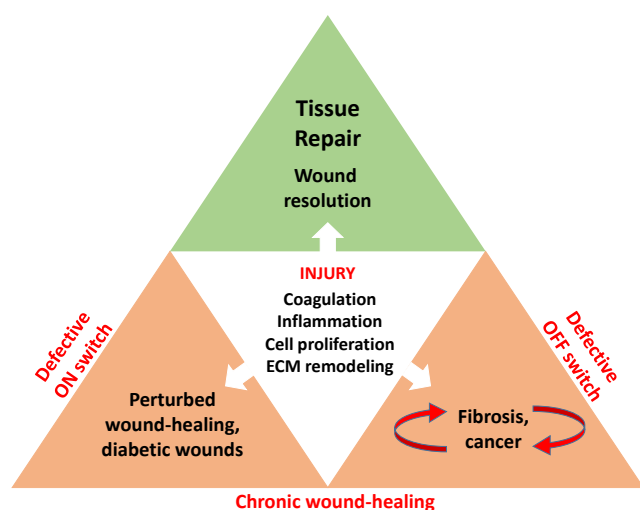 Tissue
Repair
Wound
resolution
INJURY
Coagulation
Inflammation
Cell proliferation
ECM remodeling
Defective
ON switch
Defective
OFF switch
Perturbed
wound-healing,
diabetic wounds
Fibrosis,
cancer
Chronic wound-healing